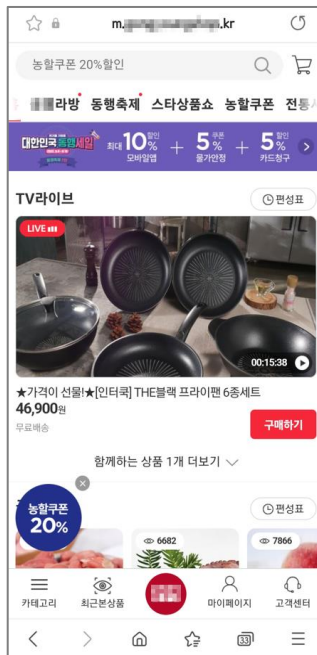 m. .kr
농할쿠폰 20%할인
라방 동행축제 스타상품쇼 농할쿠폰 전통시
대한민국 동행세일 최대 10% 할인 모바일앱 + 5% 쿠폰 물가안정 + 5% 할인 카드청구
TV라이브
편성표
LIVE
00:15:38
★가격이 선물!★[인터쿡] THE블랙 프라이팬 6종세트
46,900원
무료배송
구매하기
함께하는 상품 1개 더보기
농할쿠폰
20%
편성표
6682
7866
카테고리 최근본상품 마이페이지 고객센터
33